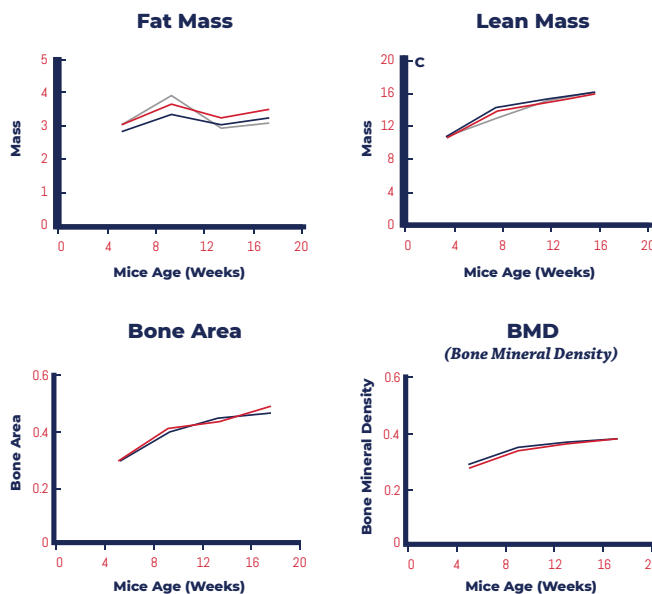 Fat Mass
5
4
3
2
1
0
Mass
0 4 8 12 16 20
Mice Age (Weeks)
Lean Mass
C
20
16
12
8
4
0
Mass
0 4 8 12 16 20
Mice Age (Weeks)
Bone Area
0.6
0.4
0.2
0
Bone Area
0 4 8 12 16 20
Mice Age (Weeks)
BMD
(Bone Mineral Density)
0.6
0.4
0.2
0
Bone Mineral Density
0 4 8 12 16 2
Mice Age (Weeks)